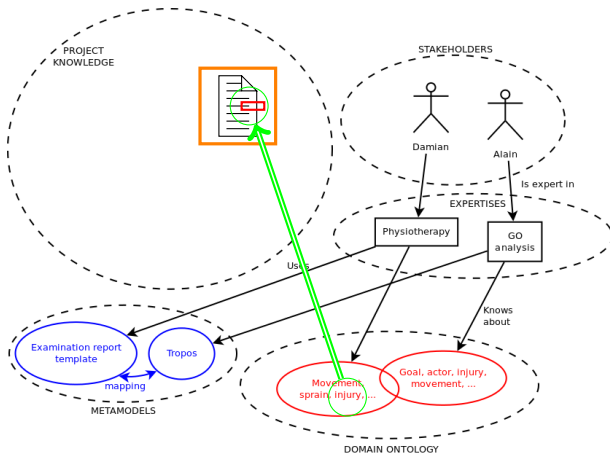 PROJECT
KNOWLEDGE
STAKEHOLDERS
Damian
Alain
Is expert in
EXPERTISES
Physiotherapy
GO
analysis
Uses
Knows
about
Examination report
template
Tropos
mapping
METAMODELS
Movement,
sprain, injury, ...
Goal, actor, injury,
movement, ...
DOMAIN ONTOLOGY